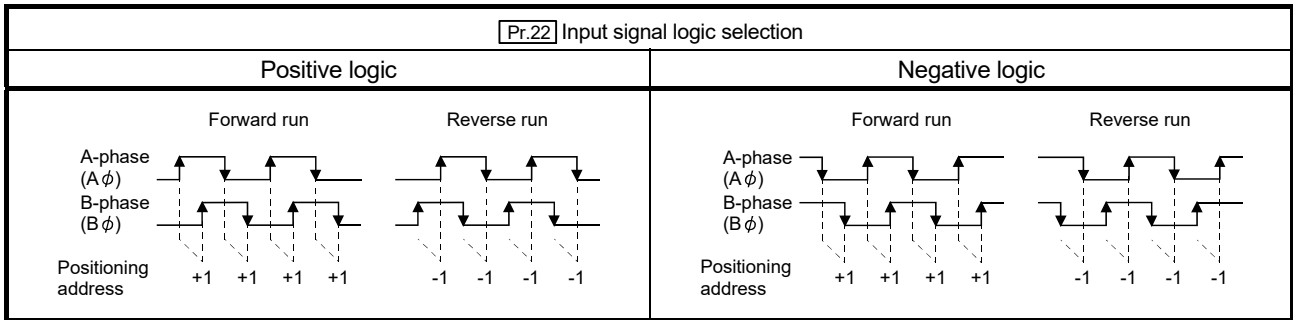 Pr.22 Input signal logic selection
Positive logic
Negative logic
Forward run
Reverse run
A-phase
(Aϕ)
B-phase
(Bϕ)
Positioning
address
+1 +1 +1 +1
-1 -1 -1 -1
Forward run
Reverse run
A-phase
(Aϕ)
B-phase
(Bϕ)
Positioning
address
+1 +1 +1 +1
-1 -1 -1 -1